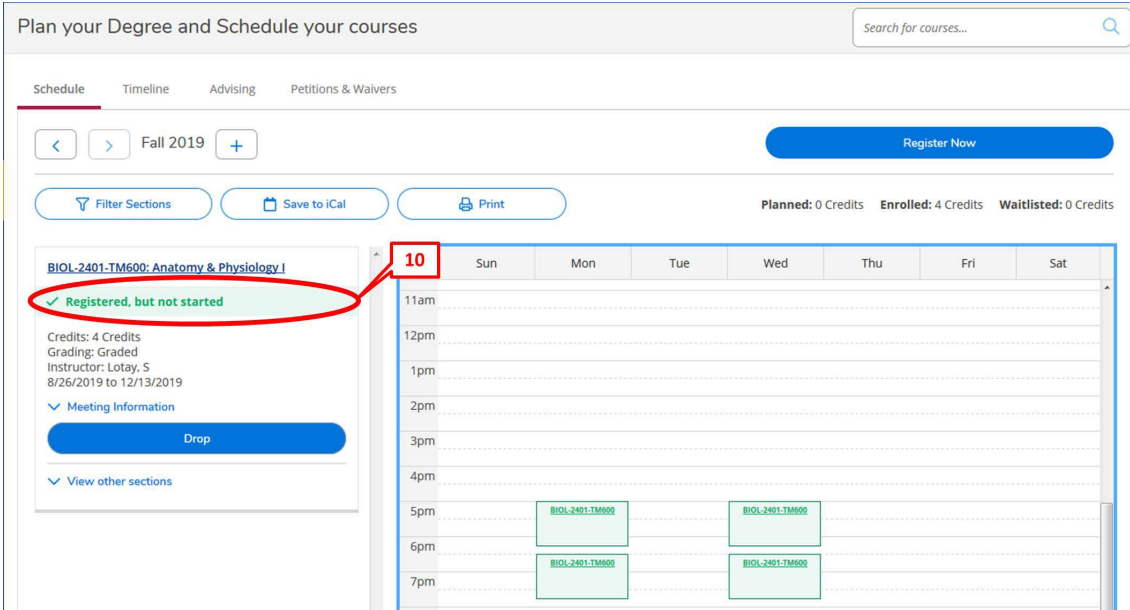 Plan your Degree and Schedule your courses
Search for courses...
Schedule Timeline Advising Petitions & Waivers
Fall 2019
Register Now
Filter Sections Save to iCal Print
Planned: 0 Credits Enrolled: 4 Credits Waitlisted: 0 Credits
BIOL-2401-TM600: Anatomy & Physiology I
Registered, but not started
Credits: 4 Credits
Grading: Graded
Instructor: Lotay, S
8/26/2019 to 12/13/2019
Meeting Information
Drop
View other sections
10
Sun Mon Tue Wed Thu Fri Sat
11am
12pm
1pm
2pm
3pm
4pm
5pm BIOL-2401-TM600 BIOL-2401-TM600
6pm
BIOL-2401-TM600 BIOL-2401-TM600
7pm